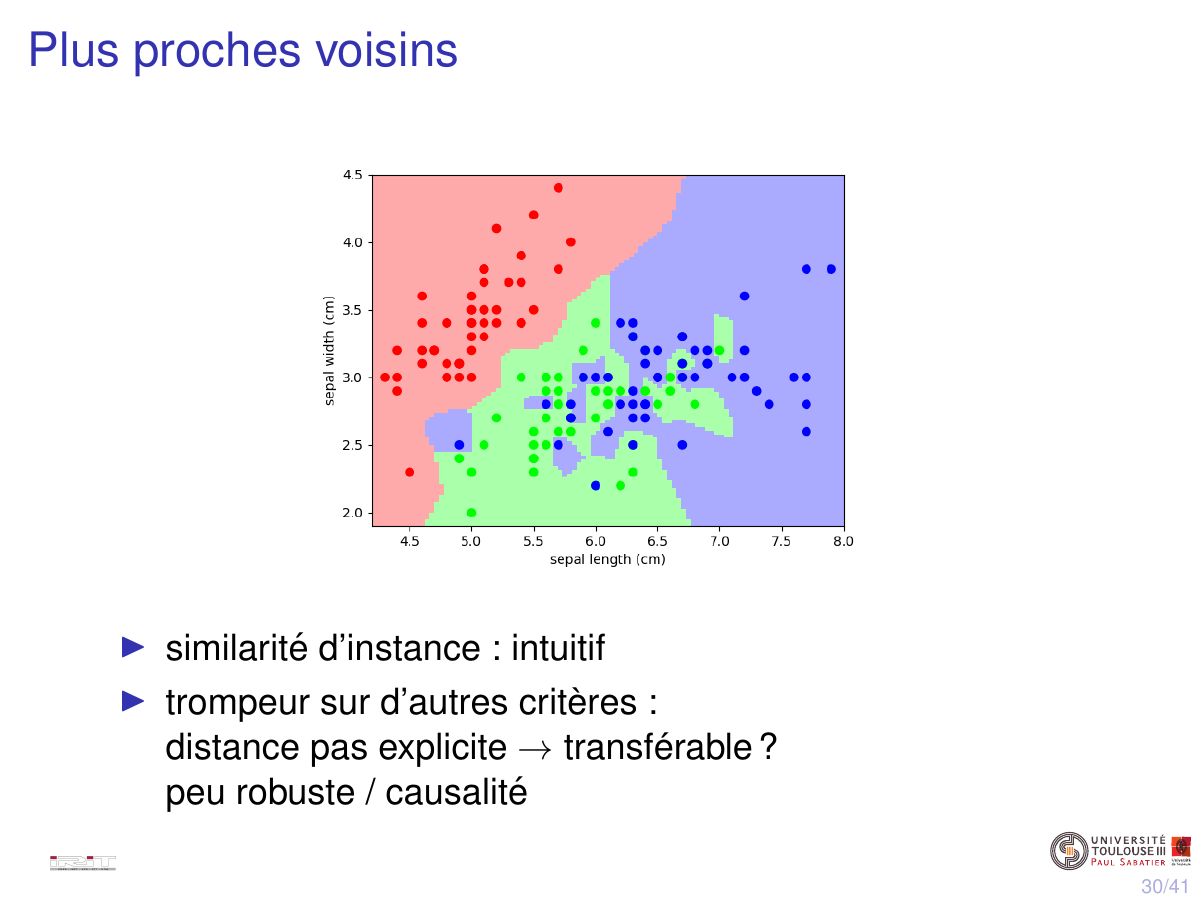 Plus proches voisins
4.5
4.0
3.5
3.0
2.5
2.0
sepal width (cm)
4.5 5.0 5.5 6.0 6.5 7.0 7.5 8.0
sepal length (cm)
similarité d'instance : intuitif
trompeur sur d'autres critères :
distance pas explicite → transférable ?
peu robuste / causalité
IRIT
UNIVERSITÉ
TOULOUSE III
PAUL SABATIER
30/41